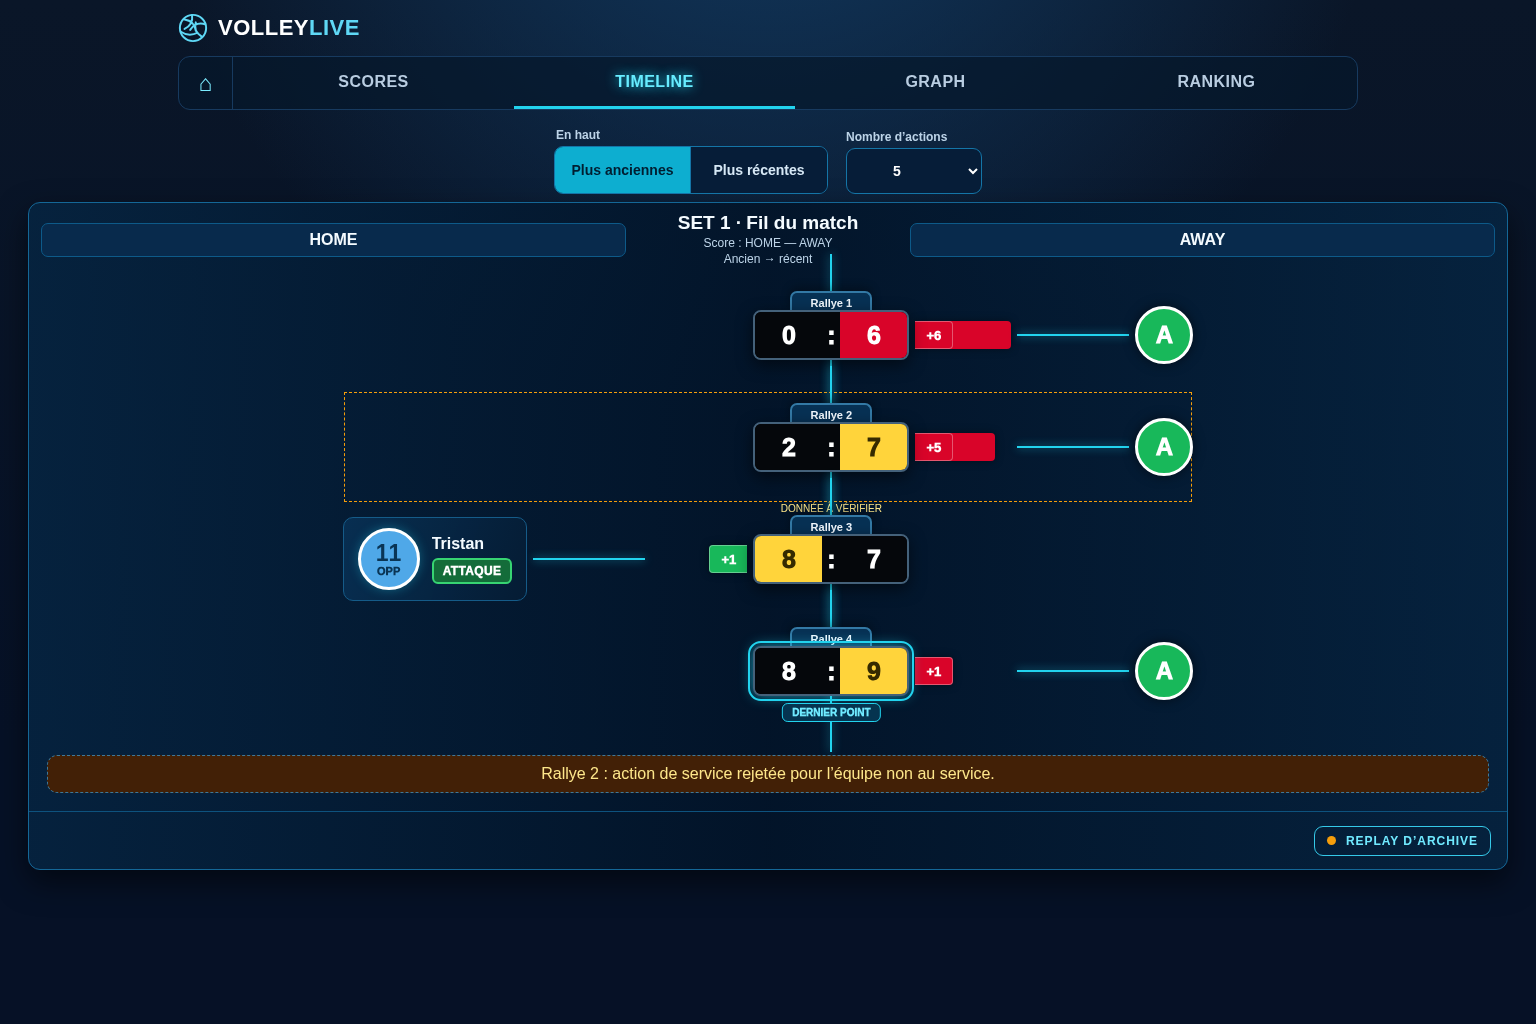 VOLLEYLIVE
SCORES
TIMELINE
GRAPH
RANKING
En haut
Nombre d’actions
Plus anciennes
Plus récentes
5
HOME
SET 1 · Fil du match
Score : HOME — AWAY
Ancien → récent
AWAY
Rallye 1
0 : 6
+6
A
Rallye 2
2 : 7
+5
A
DONNÉE À VÉRIFIER
Rallye 3
11
OPP
Tristan
ATTAQUE
+1
8 : 7
Rallye 4
8 : 9
+1
A
DERNIER POINT
Rallye 2 : action de service rejetée pour l’équipe non au service.
REPLAY D’ARCHIVE